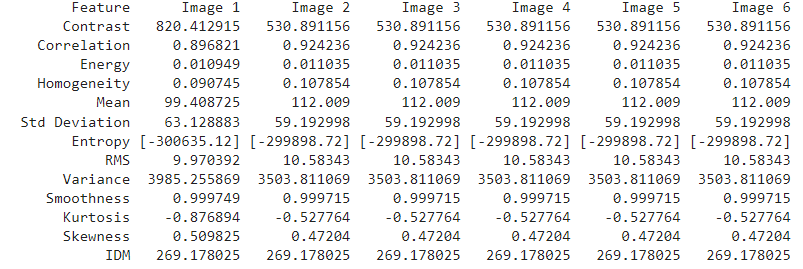 Feature Image 1 Image 2 Image 3 Image 4 Image 5 Image 6
Contrast 820.412915 530.891156 530.891156 530.891156 530.891156 530.891156
Correlation 0.896821 0.924236 0.924236 0.924236 0.924236 0.924236
Energy 0.010949 0.011035 0.011035 0.011035 0.011035 0.011035
Homogeneity 0.090745 0.107854 0.107854 0.107854 0.107854 0.107854
Mean 99.408725 112.009 112.009 112.009 112.009 112.009
Std Deviation 63.128883 59.192998 59.192998 59.192998 59.192998 59.192998
Entropy [-300635.12] [-299898.72] [-299898.72] [-299898.72] [-299898.72] [-299898.72]
RMS 9.970392 10.58343 10.58343 10.58343 10.58343 10.58343
Variance 3985.255869 3503.811069 3503.811069 3503.811069 3503.811069 3503.811069
Smoothness 0.999749 0.999715 0.999715 0.999715 0.999715 0.999715
Kurtosis -0.876894 -0.527764 -0.527764 -0.527764 -0.527764 -0.527764
Skewness 0.509825 0.47204 0.47204 0.47204 0.47204 0.47204
IDM 269.178025 269.178025 269.178025 269.178025 269.178025 269.178025